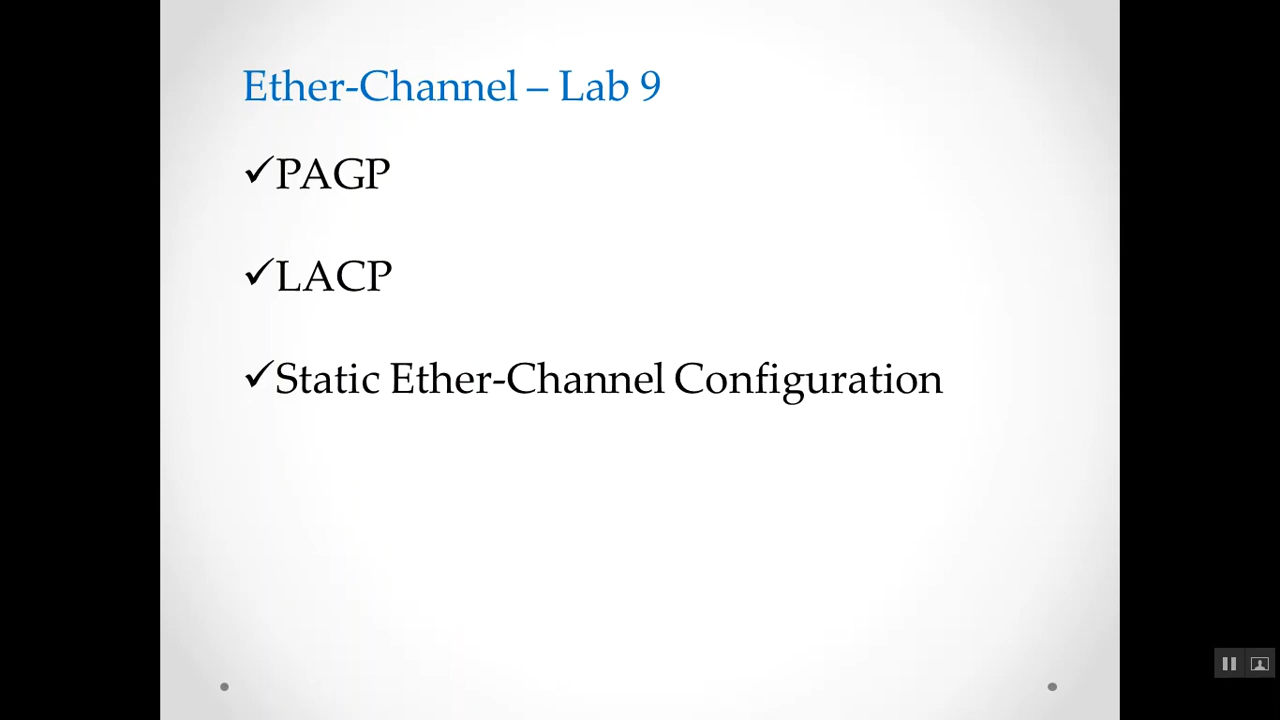 Ether-Channel – Lab 9
✓PAGP
✓LACP
✓Static Ether-Channel Configuration